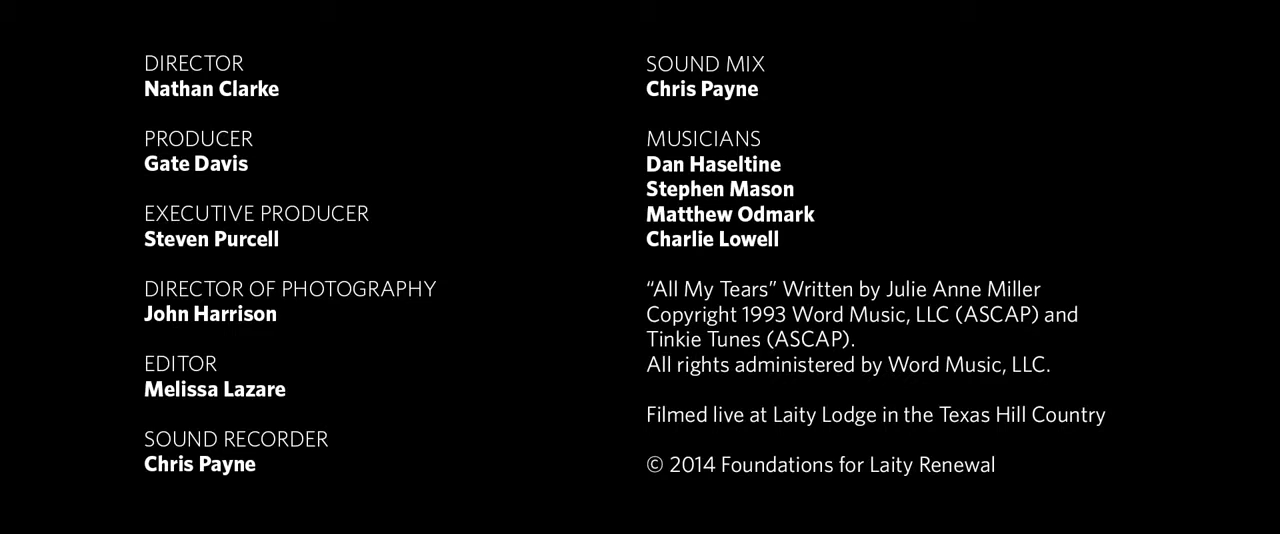 DIRECTOR
Nathan Clarke
PRODUCER
Gate Davis
EXECUTIVE PRODUCER
Steven Purcell
DIRECTOR OF PHOTOGRAPHY
John Harrison
EDITOR
Melissa Lazare
SOUND RECORDER
Chris Payne
SOUND MIX
Chris Payne
MUSICIANS
Dan Haseltine
Stephen Mason
Matthew Odmark
Charlie Lowell
“All My Tears” Written by Julie Anne Miller
Copyright 1993 Word Music, LLC (ASCAP) and
Tinkie Tunes (ASCAP).
All rights administered by Word Music, LLC.
Filmed live at Laity Lodge in the Texas Hill Country
© 2014 Foundations for Laity Renewal